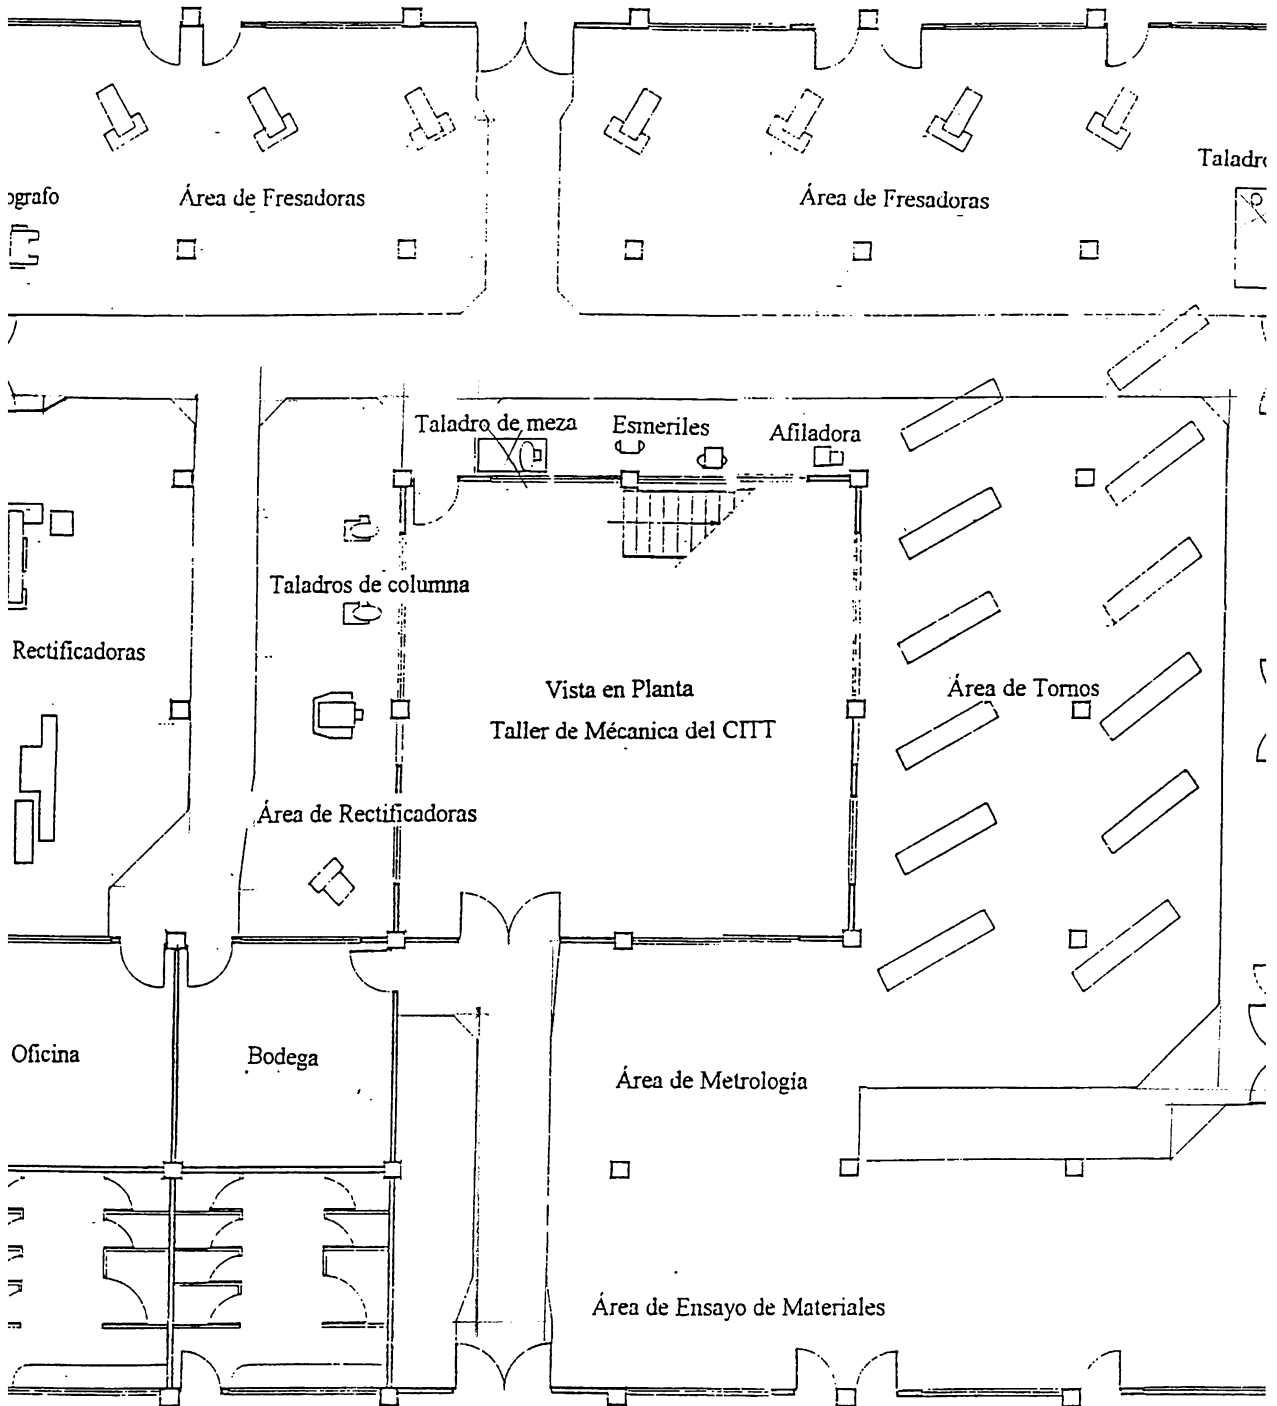 Taladro
ografo
Área de Fresadoras
Área de Fresadoras
Taladro de meza
Esmeriles
Afiladora
Taladros de columna
Rectificadoras
Vista en Planta
Taller de Mécanica del CITT
Área de Tornos
Área de Rectificadoras
Oficina
Bodega
Área de Metrología
Área de Ensayo de Materiales